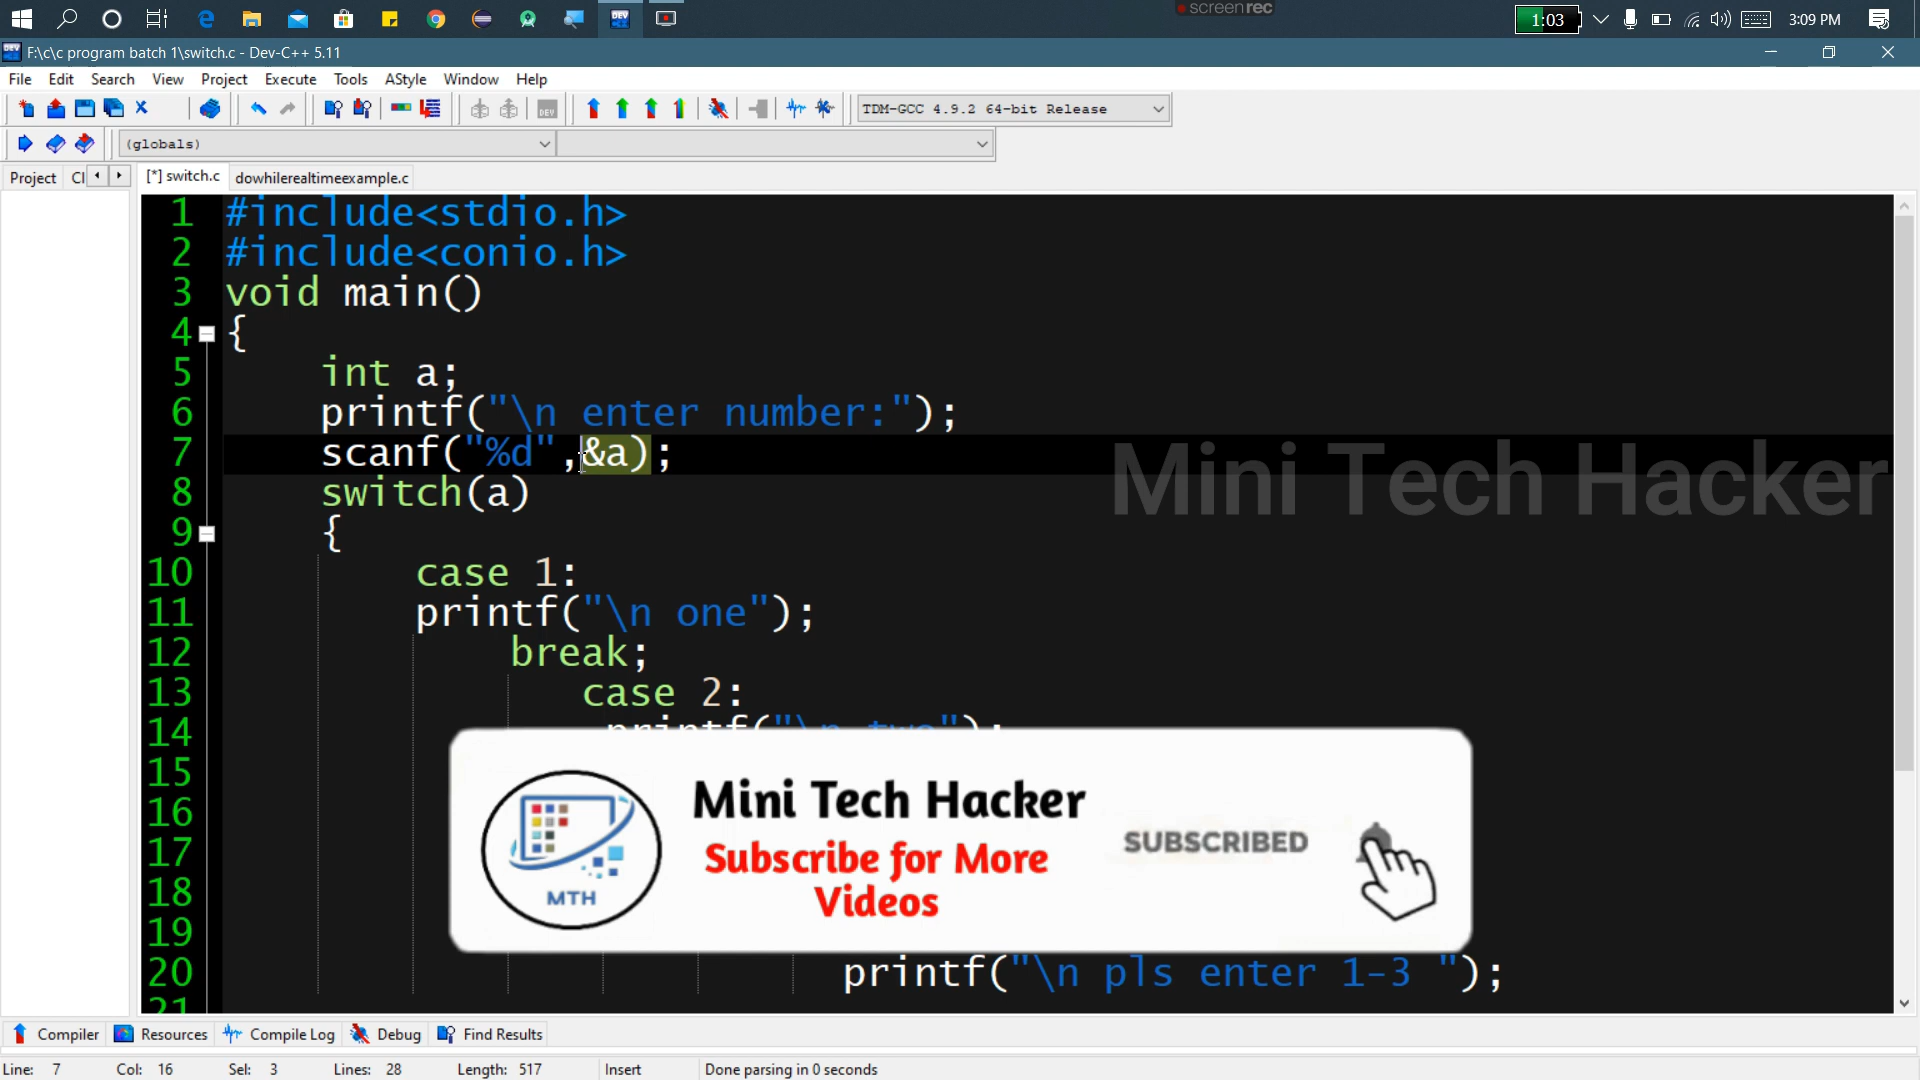 screenrec
1:03
3:09 PM
F:\c\c program batch 1\switch.c - Dev-C++ 5.11
File Edit Search View Project Execute Tools AStyle Window Help
TDM-GCC 4.9.2 64-bit Release
(globals)
Project Cl [*] switch.c dowhilerealtimeexample.c
1 #include<stdio.h>
2 #include<conio.h>
3 void main()
4 {
5 int a;
6 printf("\n enter number:");
7 scanf("%d",&a);
8 switch(a)
9 {
10 case 1:
11 printf("\n one");
12 break;
13 case 2:
14 printf("\n two");
15
16
17
18
19
20 printf("\n pls enter 1-3 ");
21
Mini Tech Hacker
Mini Tech Hacker
Subscribe for More
Videos
MTH
SUBSCRIBED
Compiler Resources Compile Log Debug Find Results
Line: 7 Col: 16 Sel: 3 Lines: 28 Length: 517 Insert Done parsing in 0 seconds